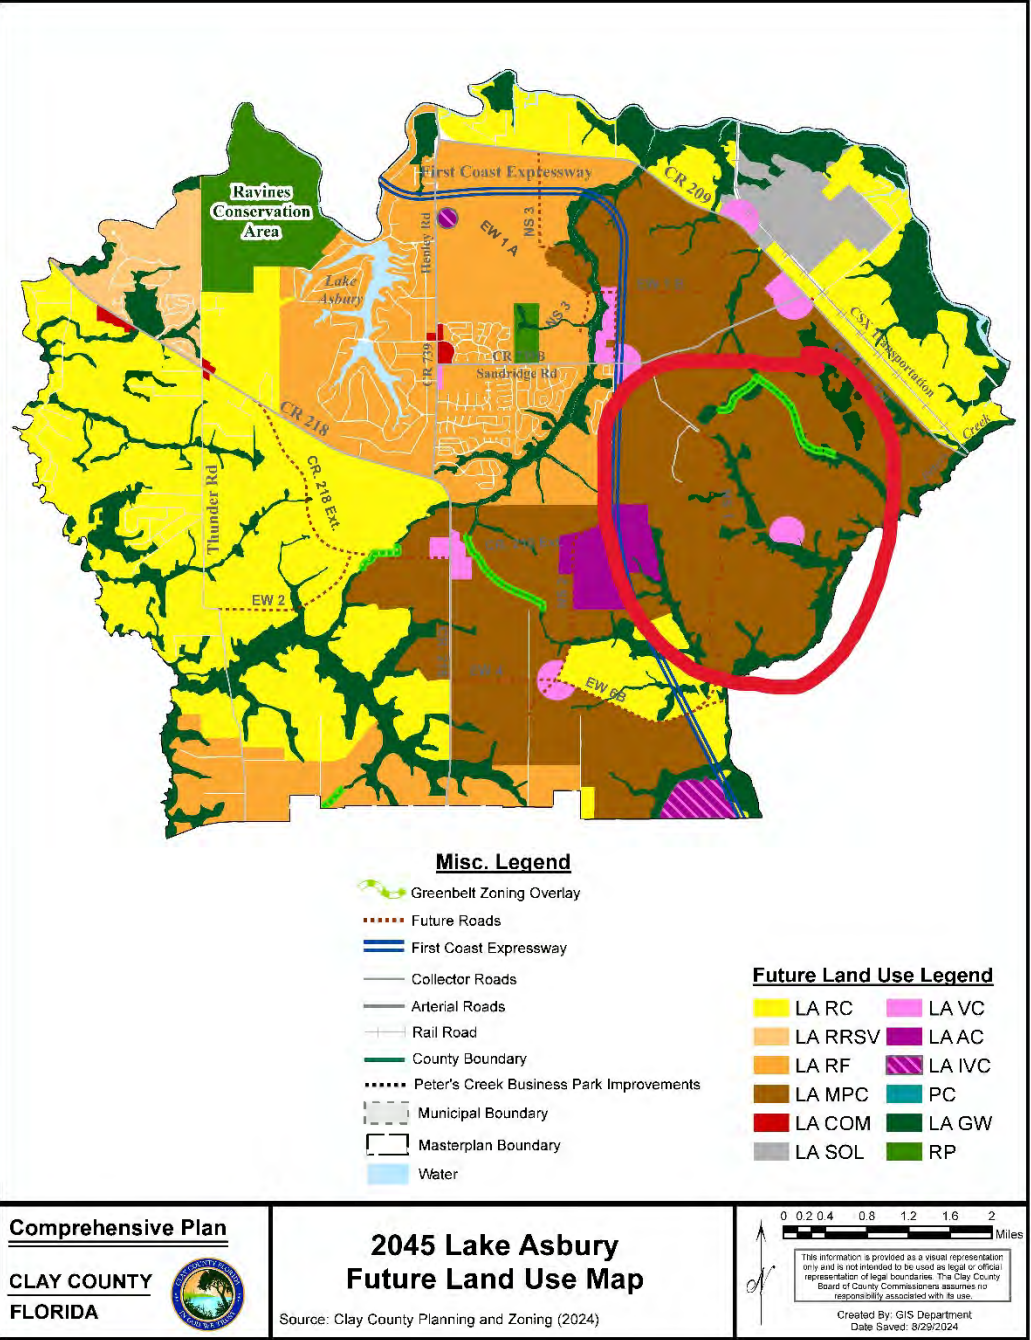 Ravines
Conservation
Area
First Coast Expressway
CR 209
Henley Rd
NS 3
EW 1 A
Lake
Asbury
NS 3
CSX Transportation
CR 739
Sandridge Rd
CR 218
Creek
CR. 218 Ext.
Thunder Rd
EW 2
EW 6B
Misc. Legend
Greenbelt Zoning Overlay
Future Roads
First Coast Expressway
Collector Roads
Arterial Roads
Rail Road
County Boundary
Peter's Creek Business Park Improvements
Municipal Boundary
Masterplan Boundary
Water
Future Land Use Legend
LA RC
LA VC
LA RRSV
LA AC
LA RF
LA IVC
LA MPC
PC
LA COM
LA GW
LA SOL
RP
Comprehensive Plan
CLAY COUNTY
FLORIDA
CLAY COUNTY FLORIDA
IN GOD WE TRUST
2045 Lake Asbury
Future Land Use Map
Source: Clay County Planning and Zoning (2024)
0 0.2 0.4 0.8 1.2 1.6 2
Miles
N
This information is provided as a visual representation
only and is not intended to be used as legal or official
representation of legal boundaries. The Clay County
Board of County Commissioners assumes no
responsibility associated with its use.
Created By: GIS Department
Date Saved: 8/29/2024